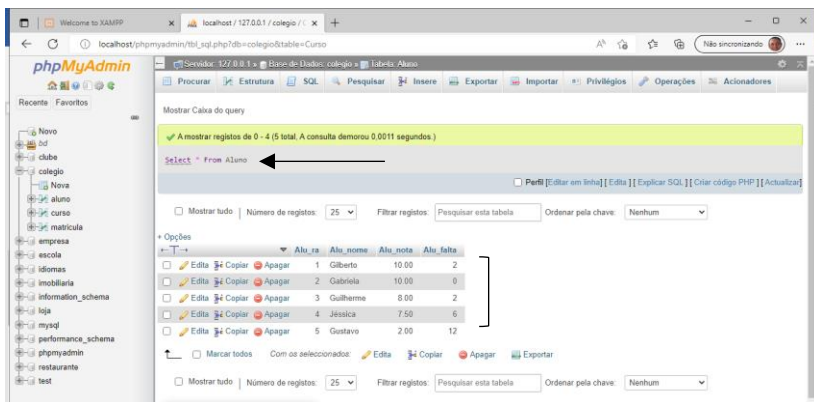 Welcome to XAMPP
localhost / 127.0.0.1 / colegio / C
localhost/phpmyadmin/tbl_sql.php?db=colegio&table=Curso
Não sincronizando
phpMyAdmin
Recente Favoritos
Novo
bd
clube
colegio
Nova
aluno
curso
matricula
empresa
escola
idiomas
imobiliaria
information_schema
loja
mysql
performance_schema
phpmyadmin
restaurante
test
Servidor: 127.0.0.1 » Base de Dados: colegio » Tabela: Aluno
Procurar Estrutura SQL Pesquisar Insere Exportar Importar Privilégios Operações Acionadores
Mostrar Caixa do query
A mostrar registos de 0 - 4 (5 total, A consulta demorou 0,0011 segundos.)
Select * From Aluno
Perfil [Editar em linha] [ Edita ] [ Explicar SQL ] [ Criar código PHP ] [ Actualizar]
Mostrar tudo | Número de registos: 25 Filtrar registos: Pesquisar esta tabela Ordenar pela chave: Nenhum
+ Opções
←T→ Alu_ra Alu_nome Alu_nota Alu_falta
Edita Copiar Apagar 1 Gilberto 10.00 2
Edita Copiar Apagar 2 Gabriela 10.00 0
Edita Copiar Apagar 3 Guilherme 8.00 2
Edita Copiar Apagar 4 Jéssica 7.50 6
Edita Copiar Apagar 5 Gustavo 2.00 12
Marcar todos Com os seleccionados: Edita Copiar Apagar Exportar
Mostrar tudo | Número de registos: 25 Filtrar registos: Pesquisar esta tabela Ordenar pela chave: Nenhum